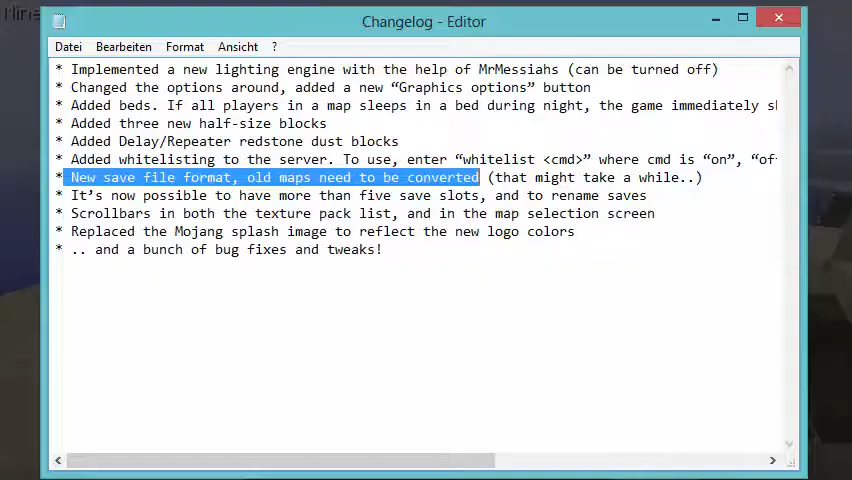 Mine
Changelog - Editor
Datei Bearbeiten Format Ansicht ?
* Implemented a new lighting engine with the help of MrMessiahs (can be turned off)
* Changed the options around, added a new “Graphics options” button
* Added beds. If all players in a map sleeps in a bed during night, the game immediately sk
* Added three new half-size blocks
* Added Delay/Repeater redstone dust blocks
* Added whitelisting to the server. To use, enter “whitelist <cmd>” where cmd is “on”, “of
* New save file format, old maps need to be converted (that might take a while..)
* It’s now possible to have more than five save slots, and to rename saves
* Scrollbars in both the texture pack list, and in the map selection screen
* Replaced the Mojang splash image to reflect the new logo colors
* .. and a bunch of bug fixes and tweaks!